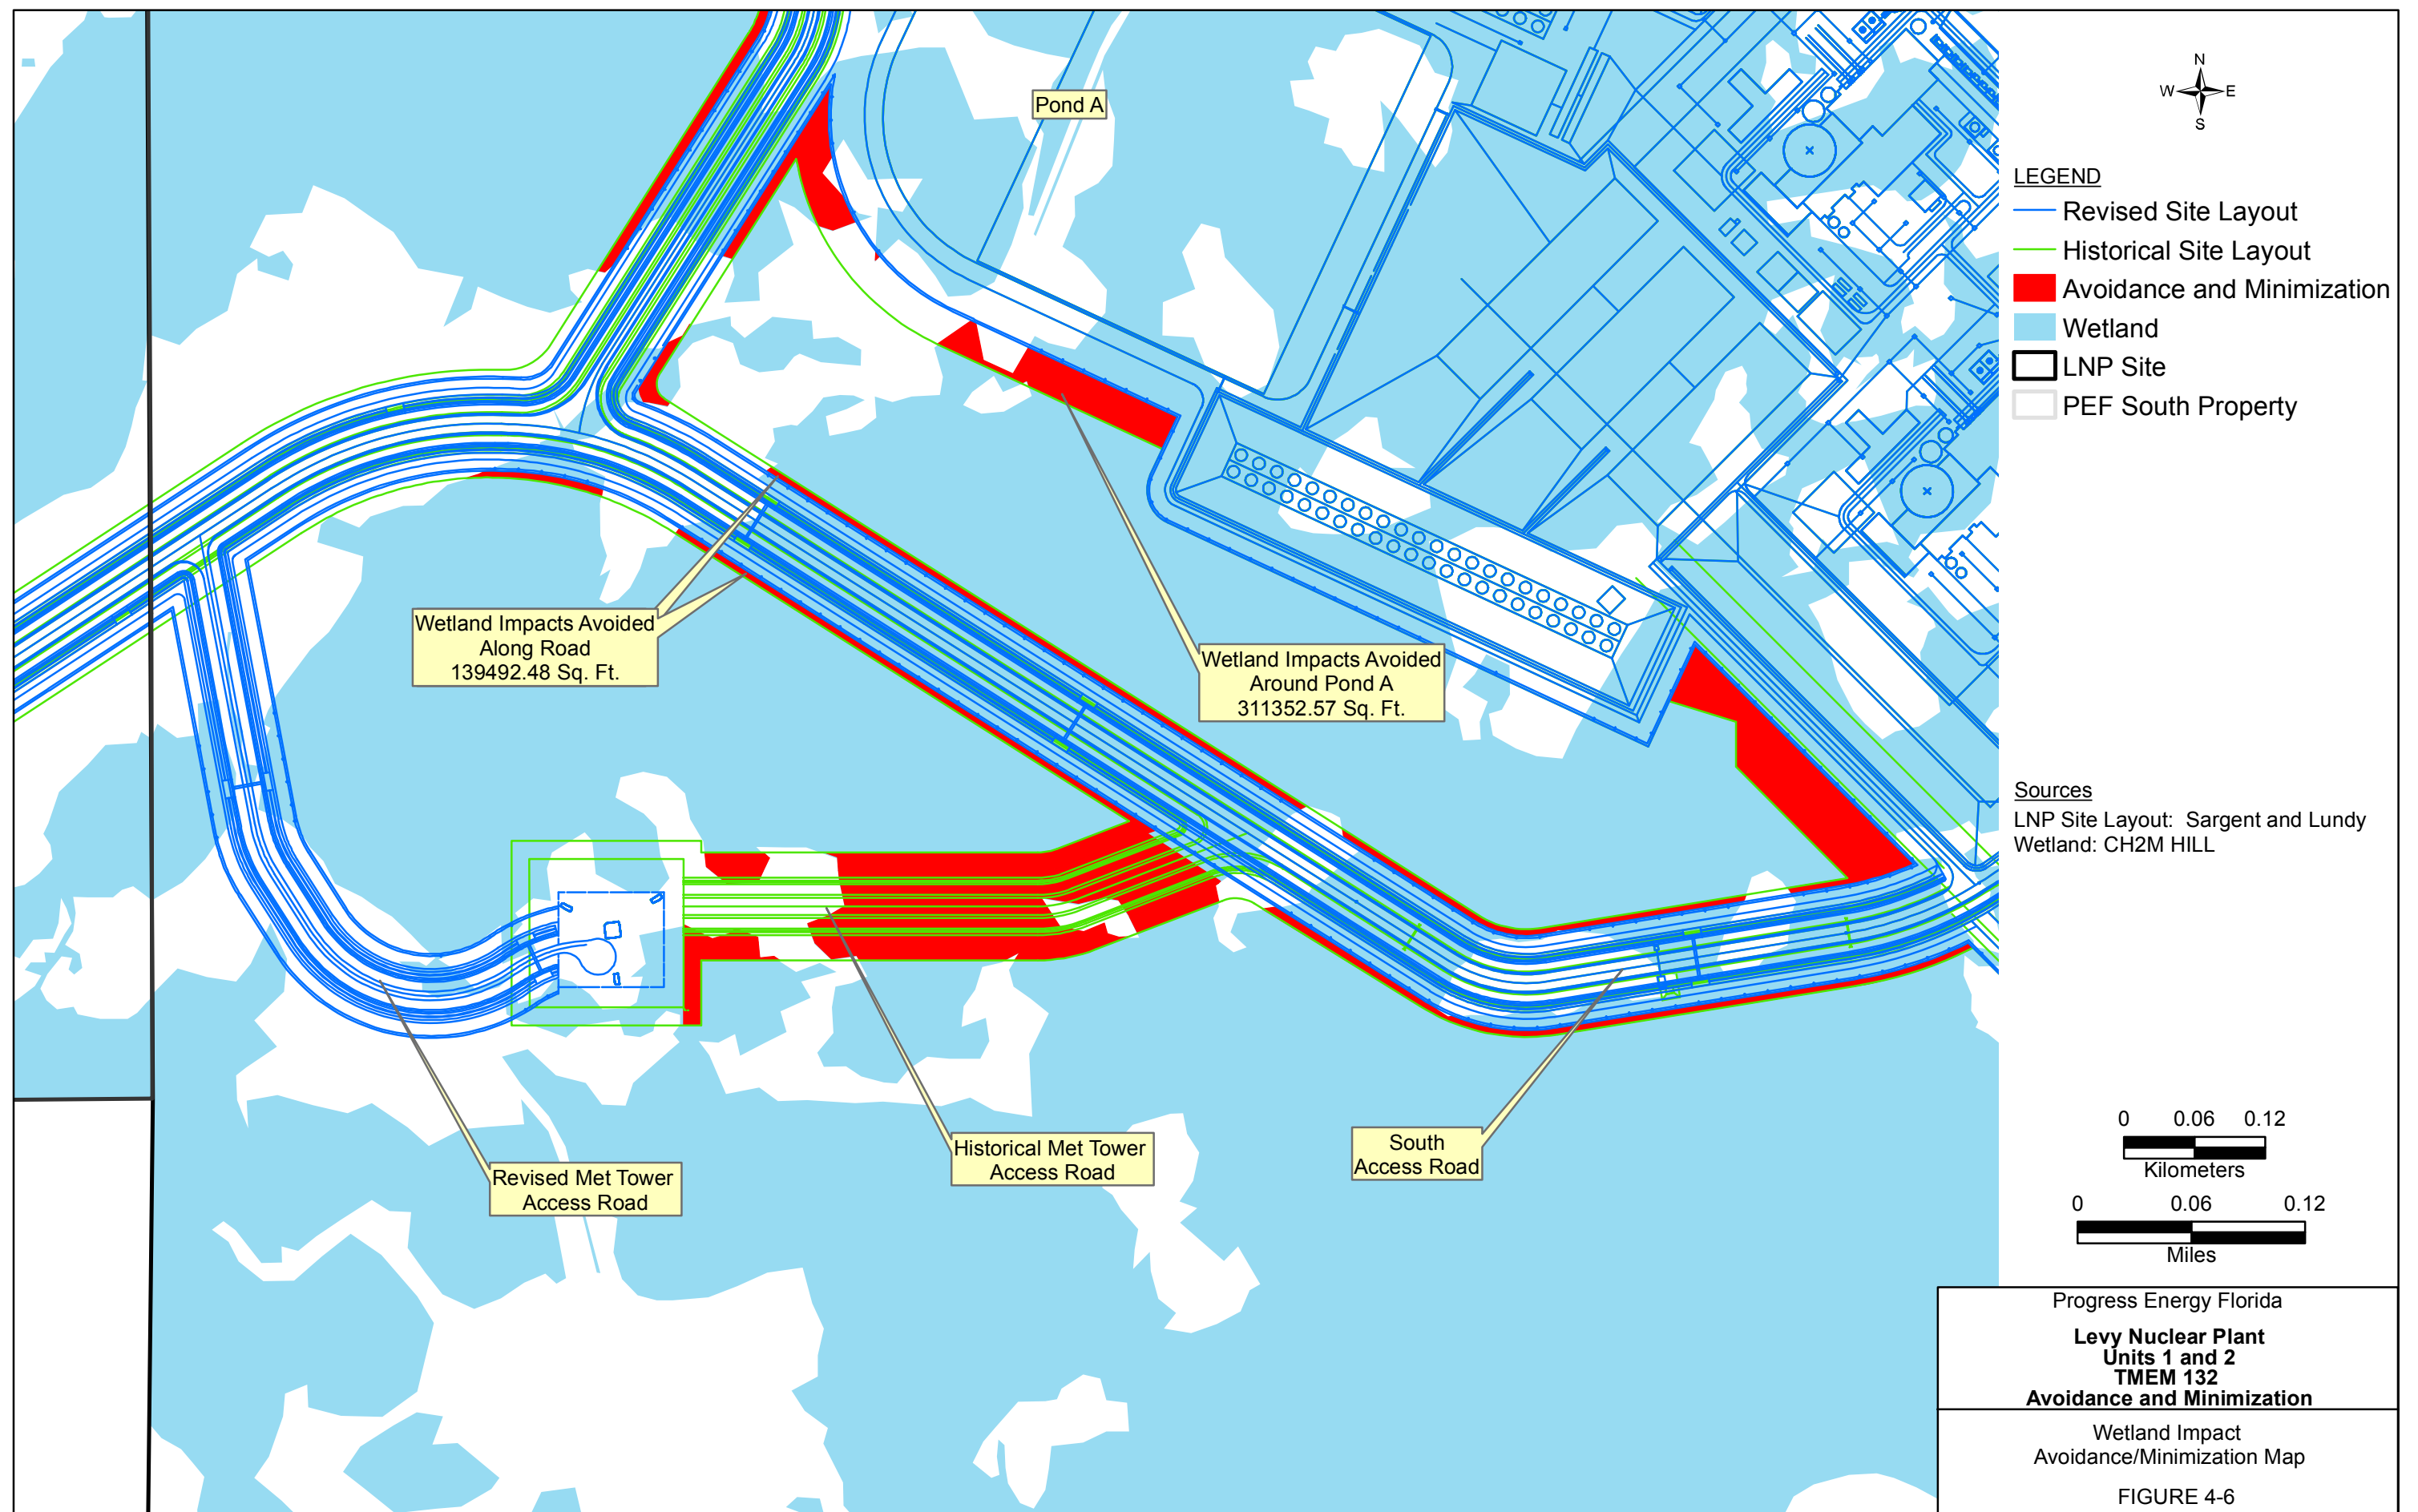 Pond A
N
W E
S
LEGEND
Revised Site Layout
Historical Site Layout
Avoidance and Minimization
Wetland
LNP Site
PEF South Property
Wetland Impacts Avoided
Along Road
139492.48 Sq. Ft.
Wetland Impacts Avoided
Around Pond A
311352.57 Sq. Ft.
Sources
LNP Site Layout: Sargent and Lundy
Wetland: CH2M HILL
Revised Met Tower
Access Road
Historical Met Tower
Access Road
South
Access Road
0 0.06 0.12
Kilometers
0 0.06 0.12
Miles
Progress Energy Florida
Levy Nuclear Plant
Units 1 and 2
TMEM 132
Avoidance and Minimization
Wetland Impact
Avoidance/Minimization Map
FIGURE 4-6